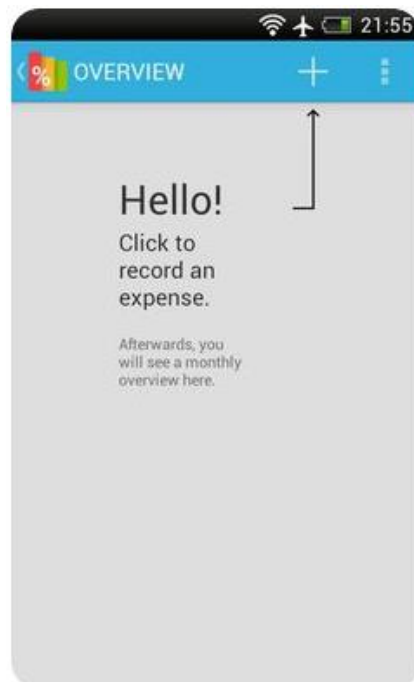 21:55
% OVERVIEW
Hello!
Click to
record an
expense.
Afterwards, you
will see a monthly
overview here.